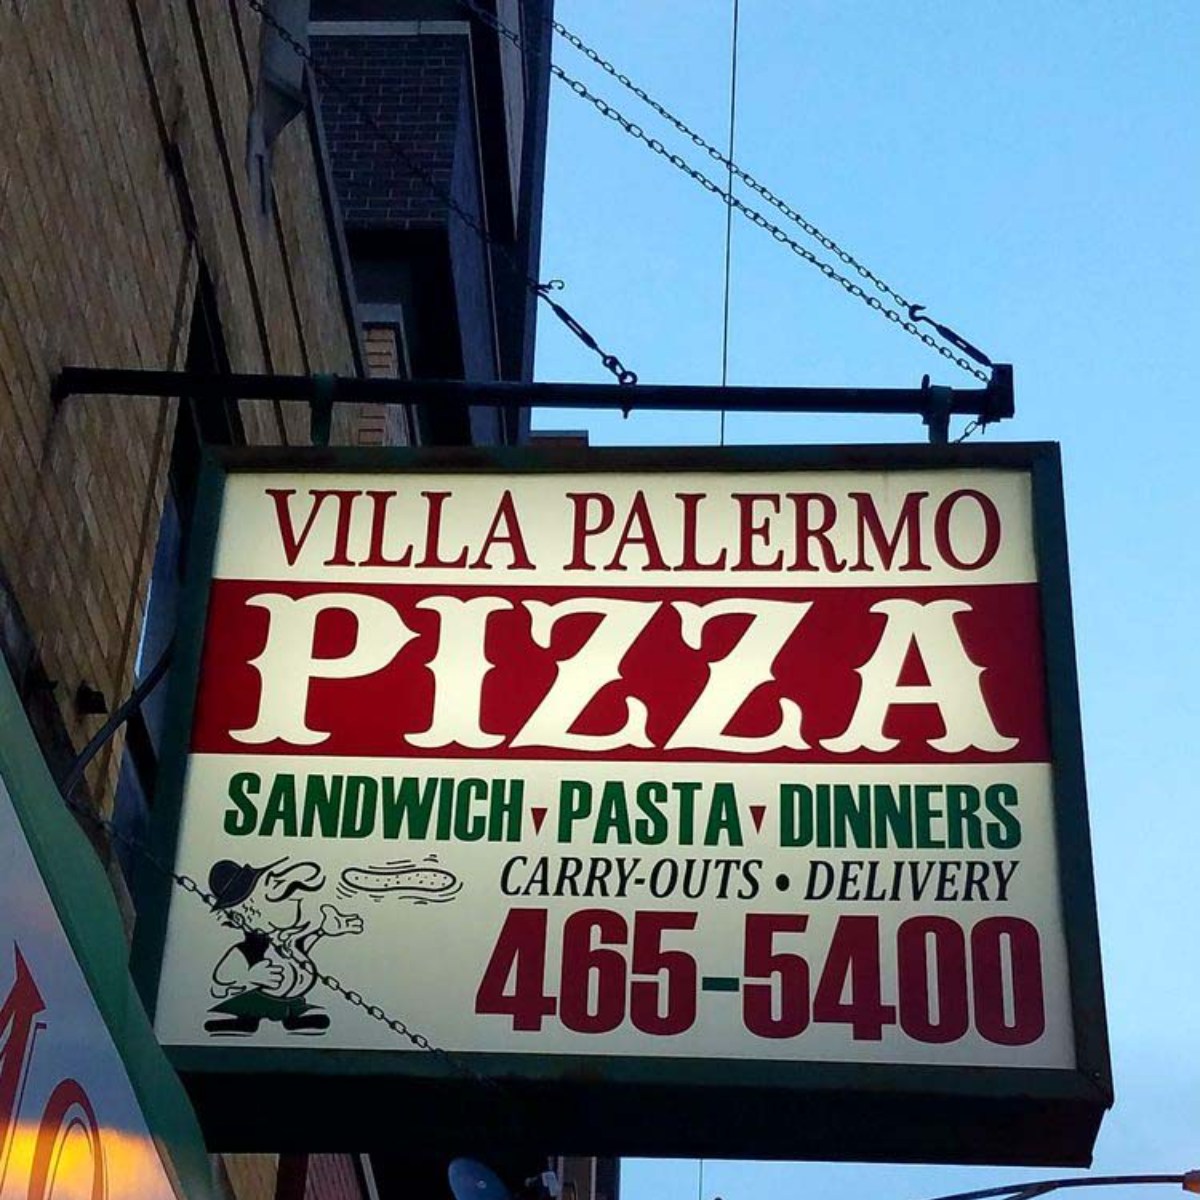 VILLA PALERMO
PIZZA
SANDWICH PASTA DINNERS
CARRY-OUTS • DELIVERY
465-5400